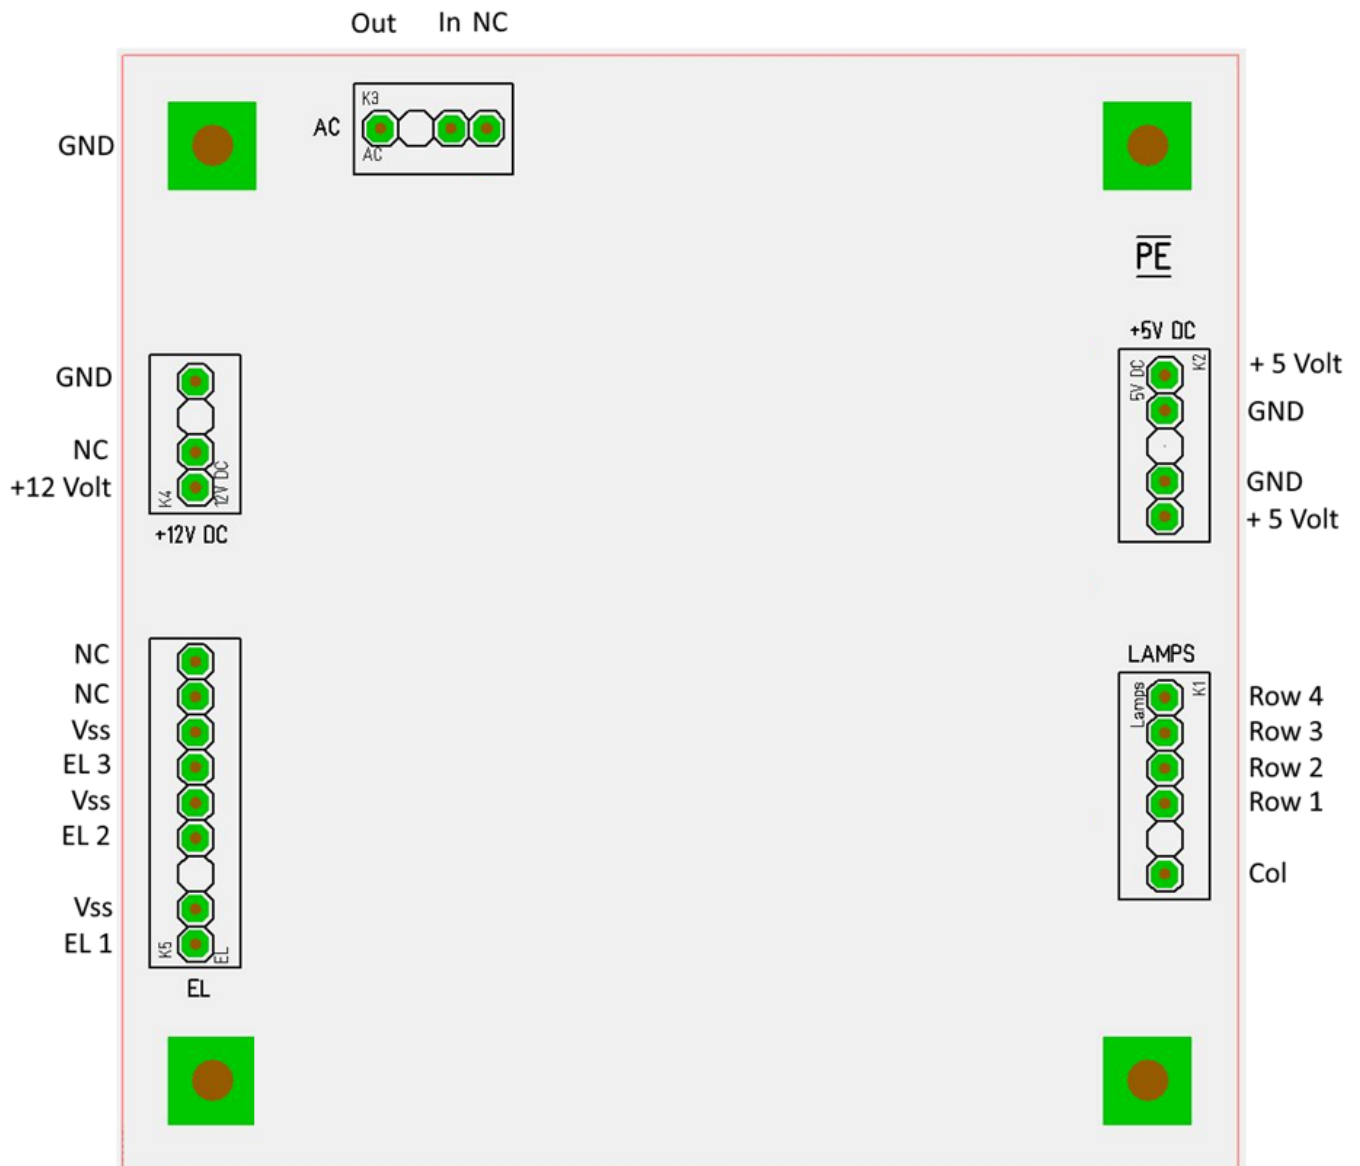 Out In NC
K3
AC
AC
GND
PE
+5V DC
GND
NC
+12 Volt
K4
12V DC
+12V DC
5V DC
K2
+ 5 Volt
GND
GND
+ 5 Volt
NC
NC
Vss
EL 3
Vss
EL 2
Vss
EL 1
K5
EL
EL
LAMPS
Lamps
K1
Row 4
Row 3
Row 2
Row 1
Col